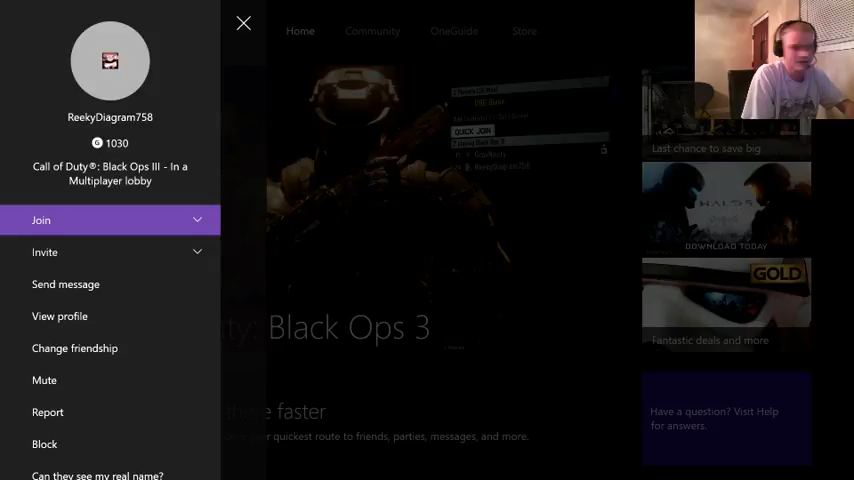 Home
Community
OneGuide
Store
ReekyDiagram758
G 1030
Call of Duty®: Black Ops III - In a
Multiplayer lobby
Join
Invite
Send message
View profile
Change friendship
Mute
Report
Block
Can they see my real name?
QUICK JOIN
ty: Black Ops 3
faster
your quickest route to friends, parties, messages, and more.
Last chance to save big
HALO 5
DOWNLOAD TODAY
GOLD
Fantastic deals and more
Have a question? Visit Help
for answers.